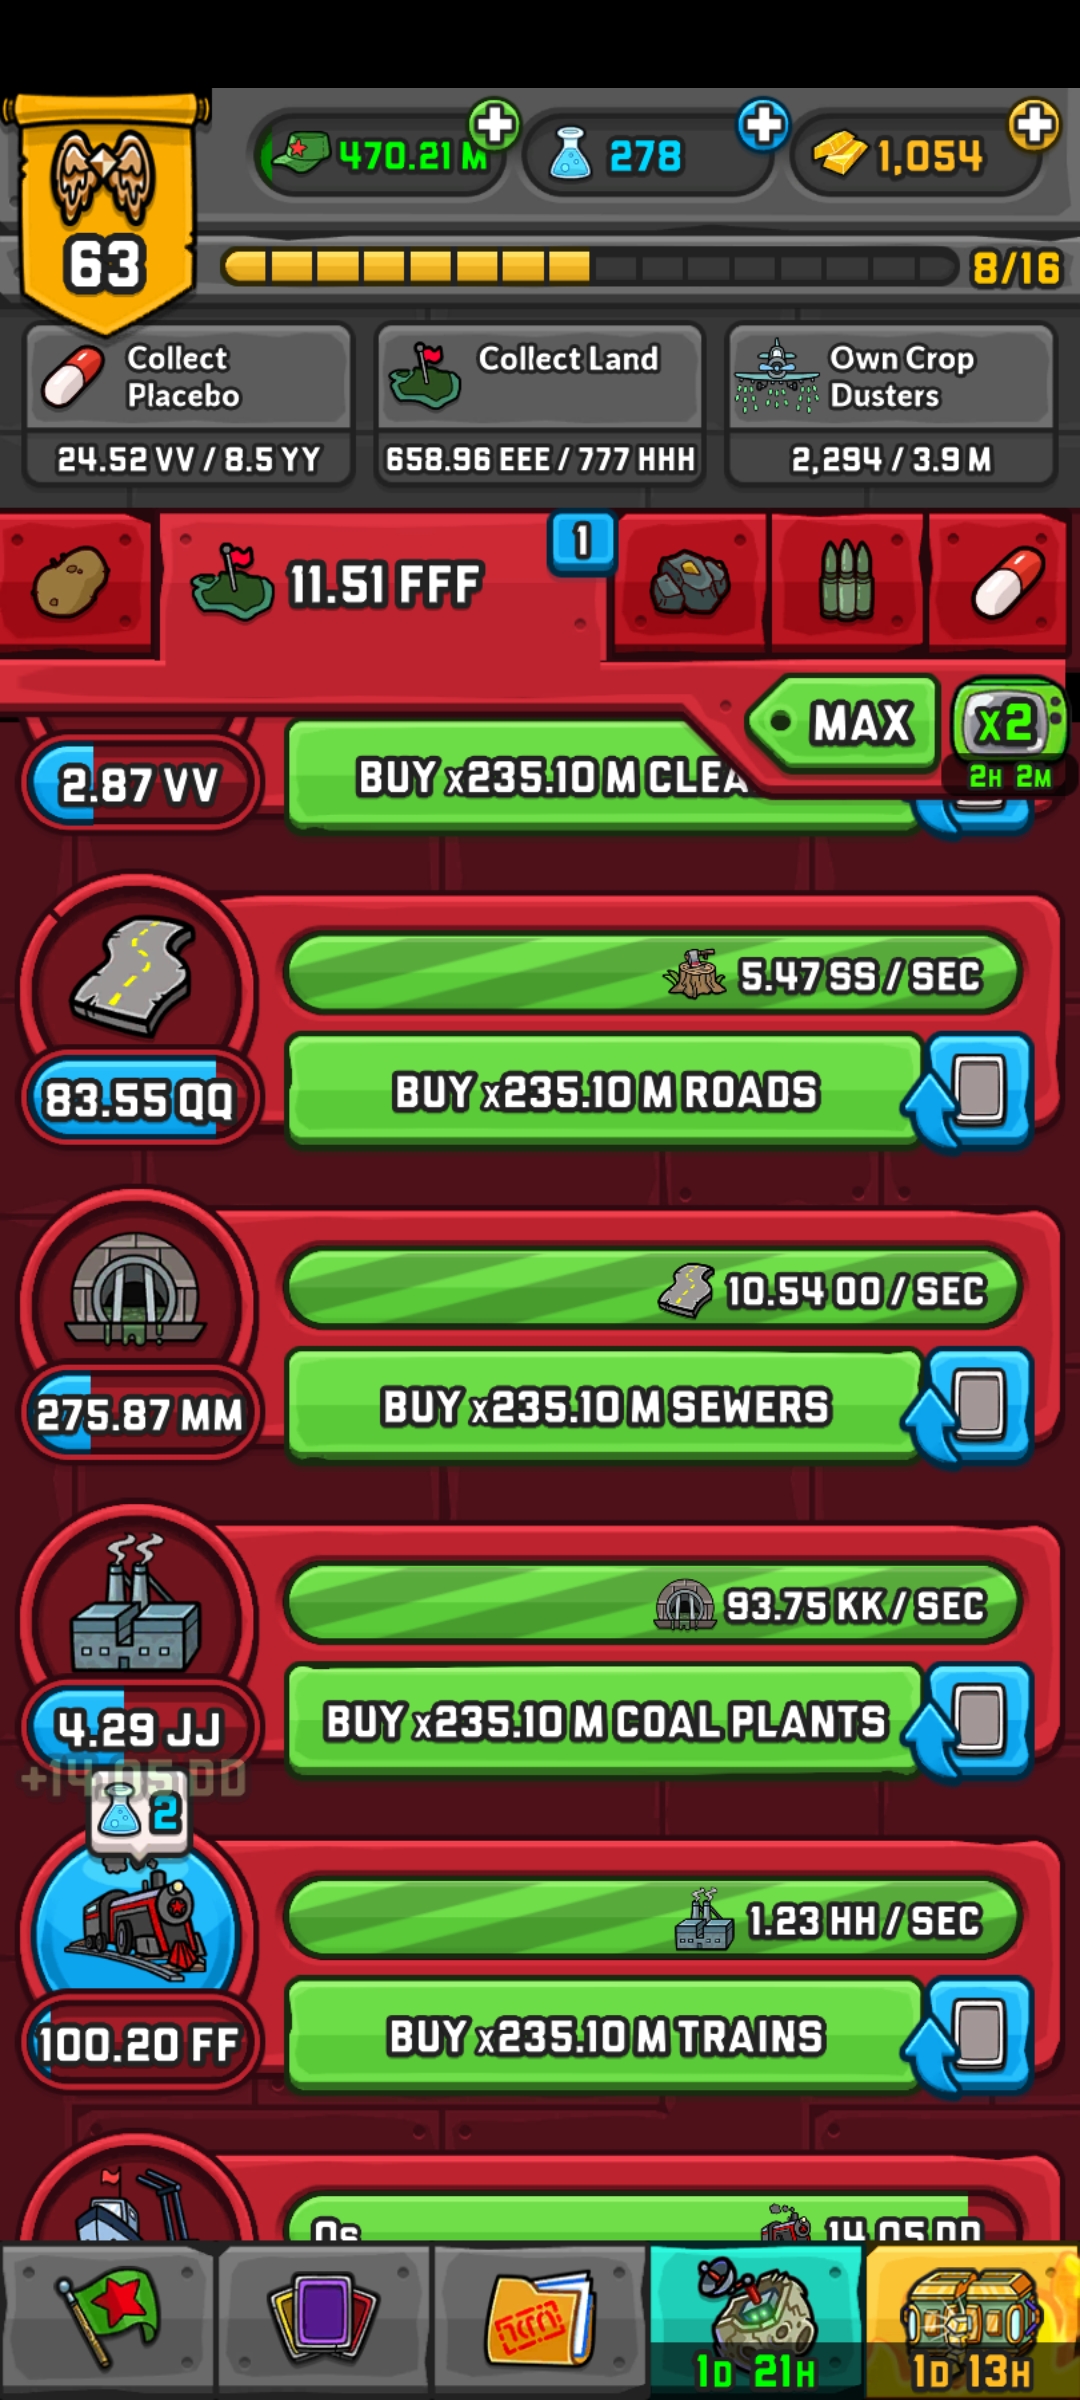 470.21 M
278
1,054
63
8/16
Collect Placebo
24.52 VV / 8.5 YY
Collect Land
658.96 EEE / 777 HHH
Own Crop Dusters
2,294 / 3.9 M
11.51 FFF
1
MAX
X2
2H 2M
2.87 VV
BUY x235.10 M CLEA
5.47 SS / SEC
83.55 QQ
BUY x235.10 M ROADS
10.54 OO / SEC
275.87 MM
BUY x235.10 M SEWERS
93.75 KK / SEC
4.29 JJ
BUY x235.10 M COAL PLANTS
+14.05 DD
2
1.23 HH / SEC
100.20 FF
BUY x235.10 M TRAINS
0s
14.05 DD
1D 21H
1D 13H